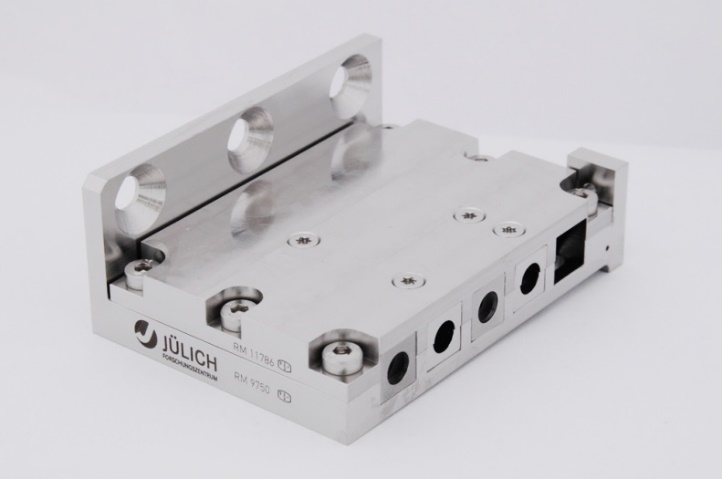 JÜLICH
FORSCHUNGSZENTRUM
RM 11786
RM 9750